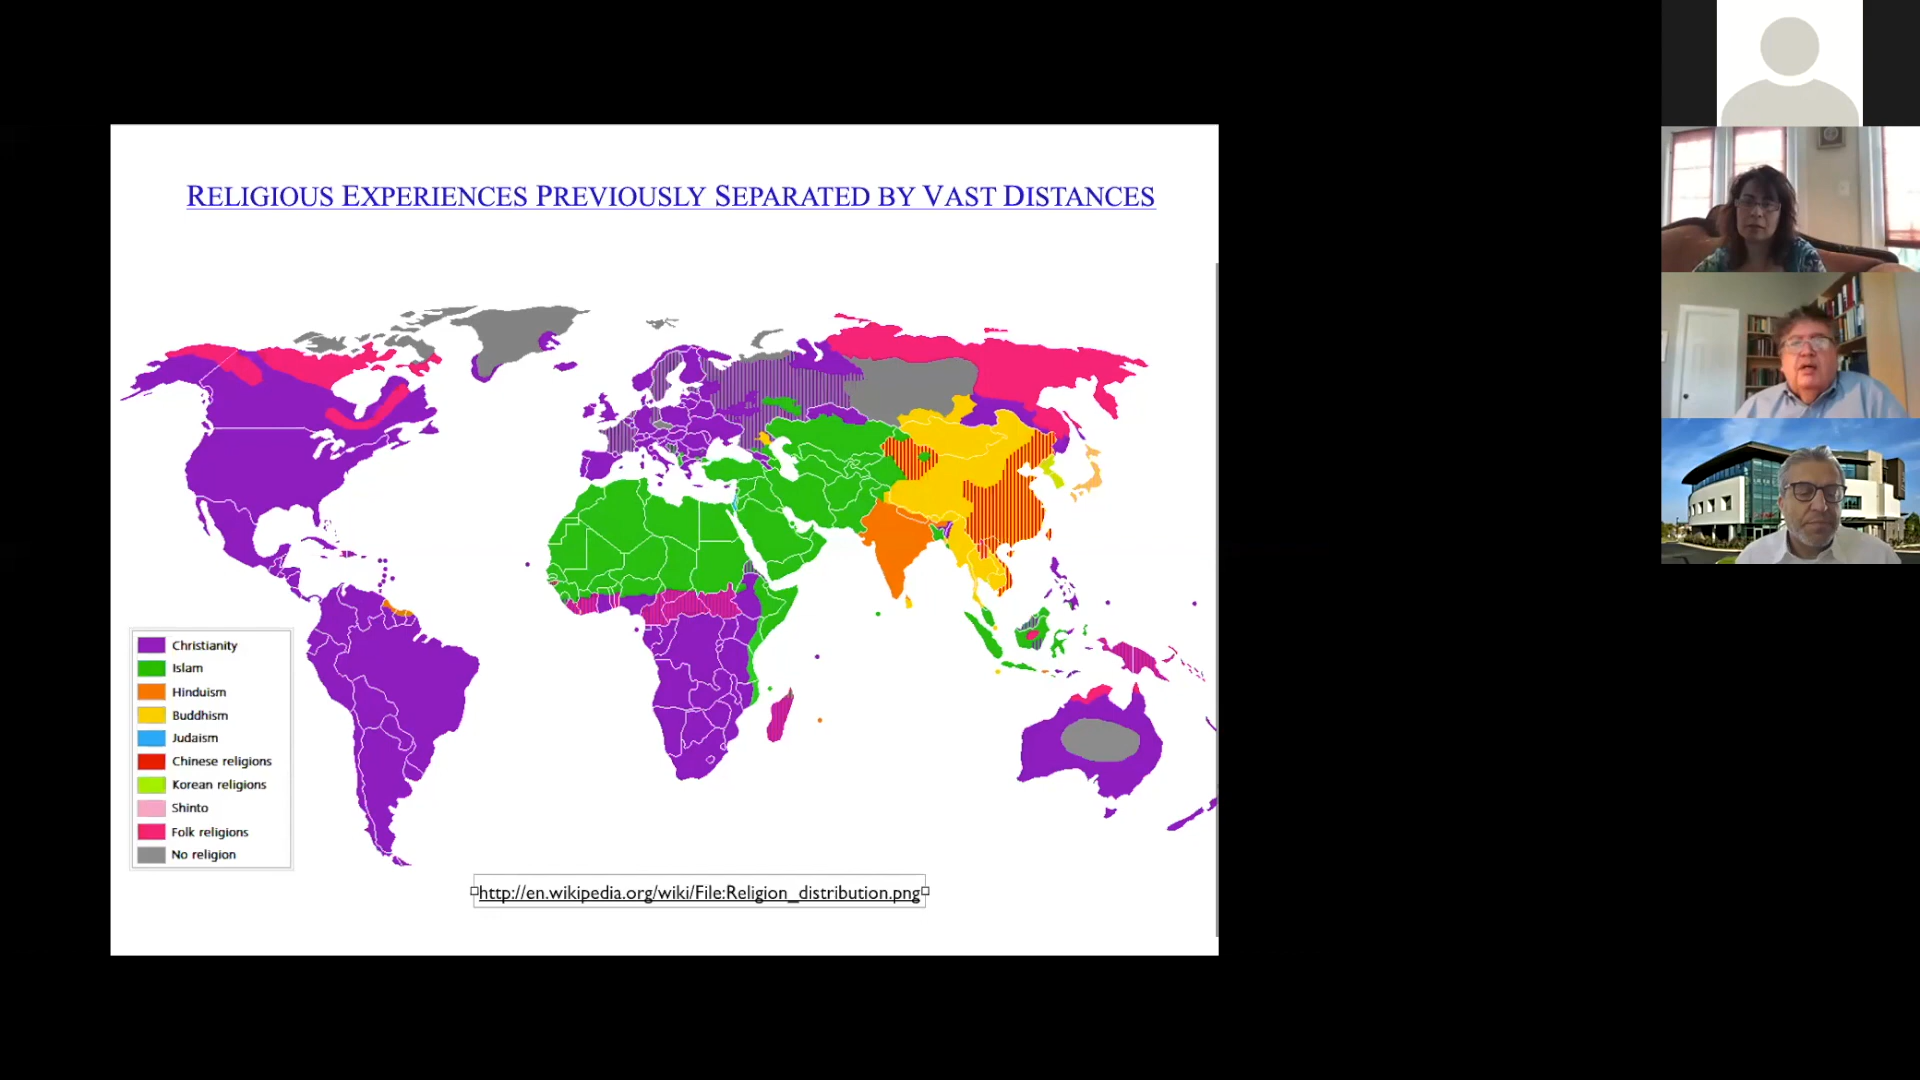 RELIGIOUS EXPERIENCES PREVIOUSLY SEPARATED BY VAST DISTANCES
Christianity
Islam
Hinduism
Buddhism
Judaism
Chinese religions
Korean religions
Shinto
Folk religions
No religion
http://en.wikipedia.org/wiki/File:Religion_distribution.png